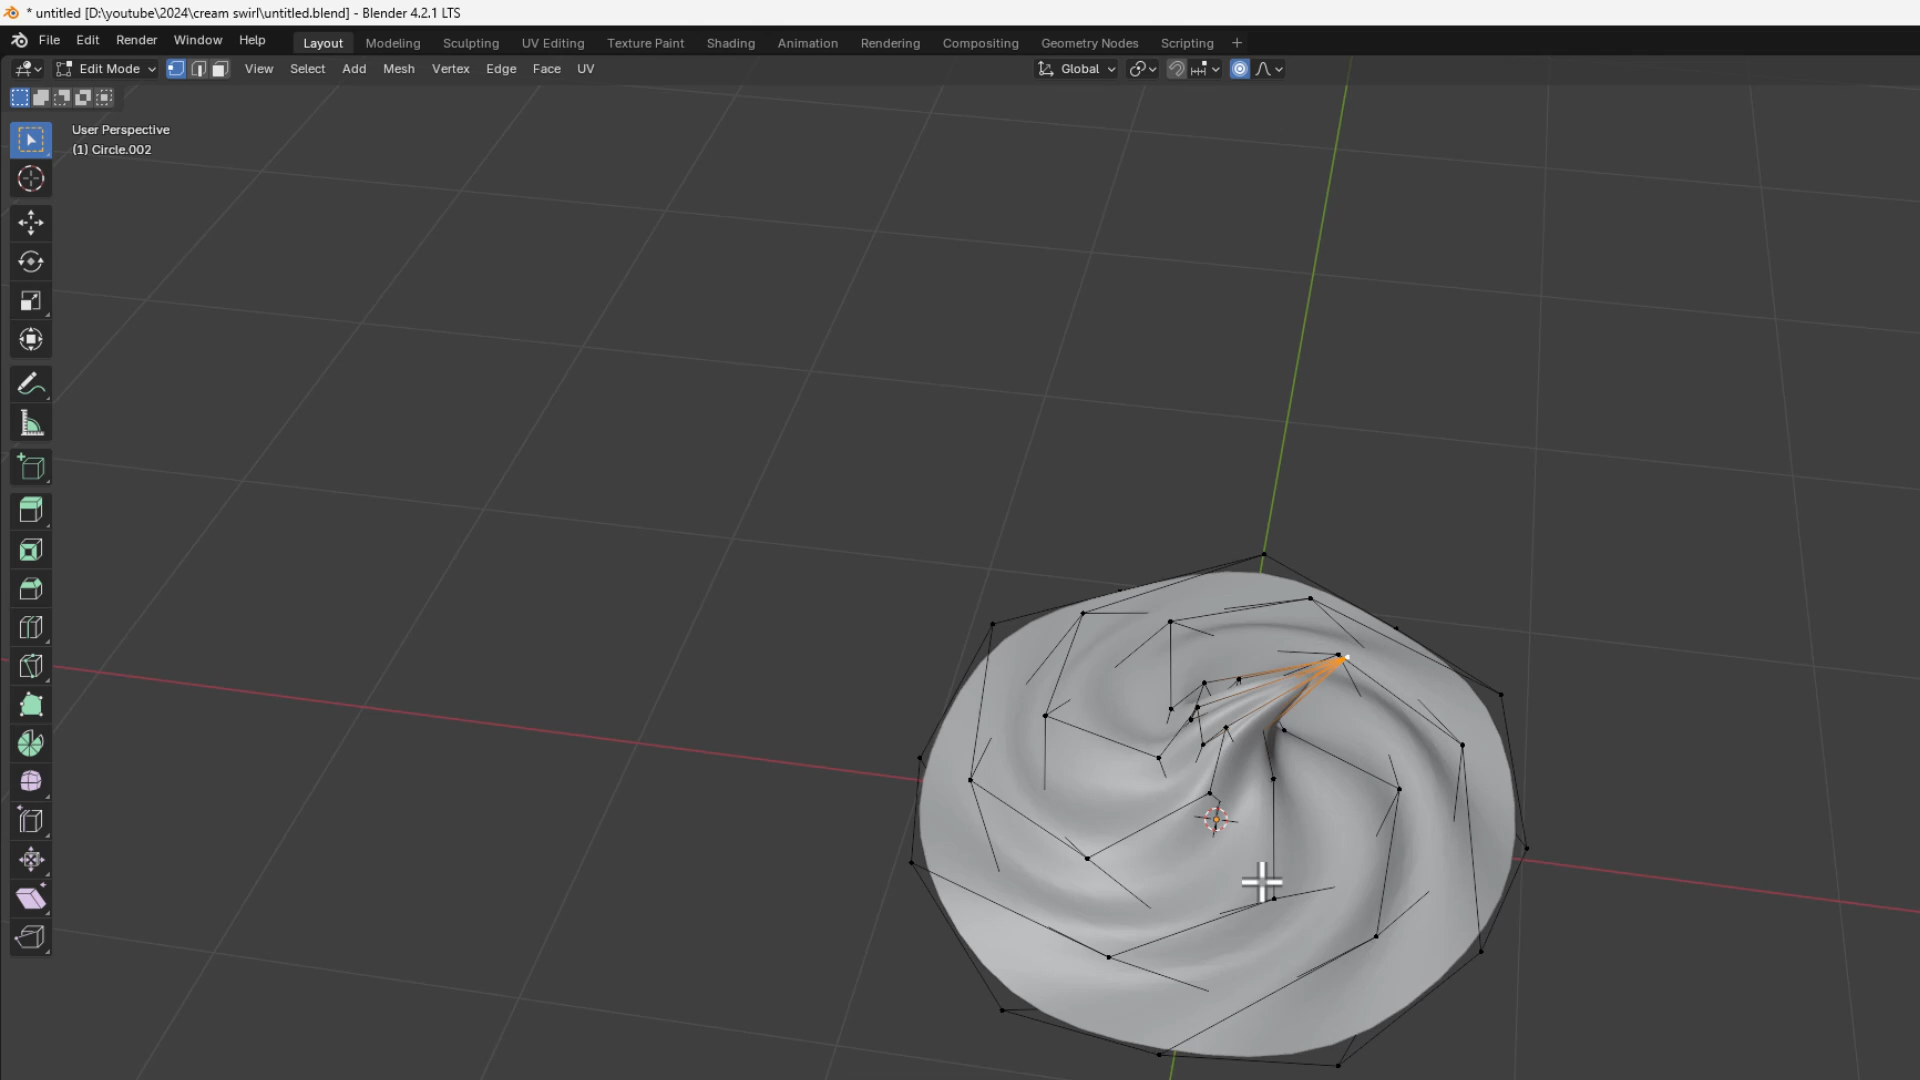 * untitled [D:\youtube\2024\cream swirl\untitled.blend] - Blender 4.2.1 LTS
File Edit Render Window Help Layout Modeling Sculpting UV Editing Texture Paint Shading Animation Rendering Compositing Geometry Nodes Scripting +
Edit Mode View Select Add Mesh Vertex Edge Face UV Global
User Perspective
(1) Circle.002